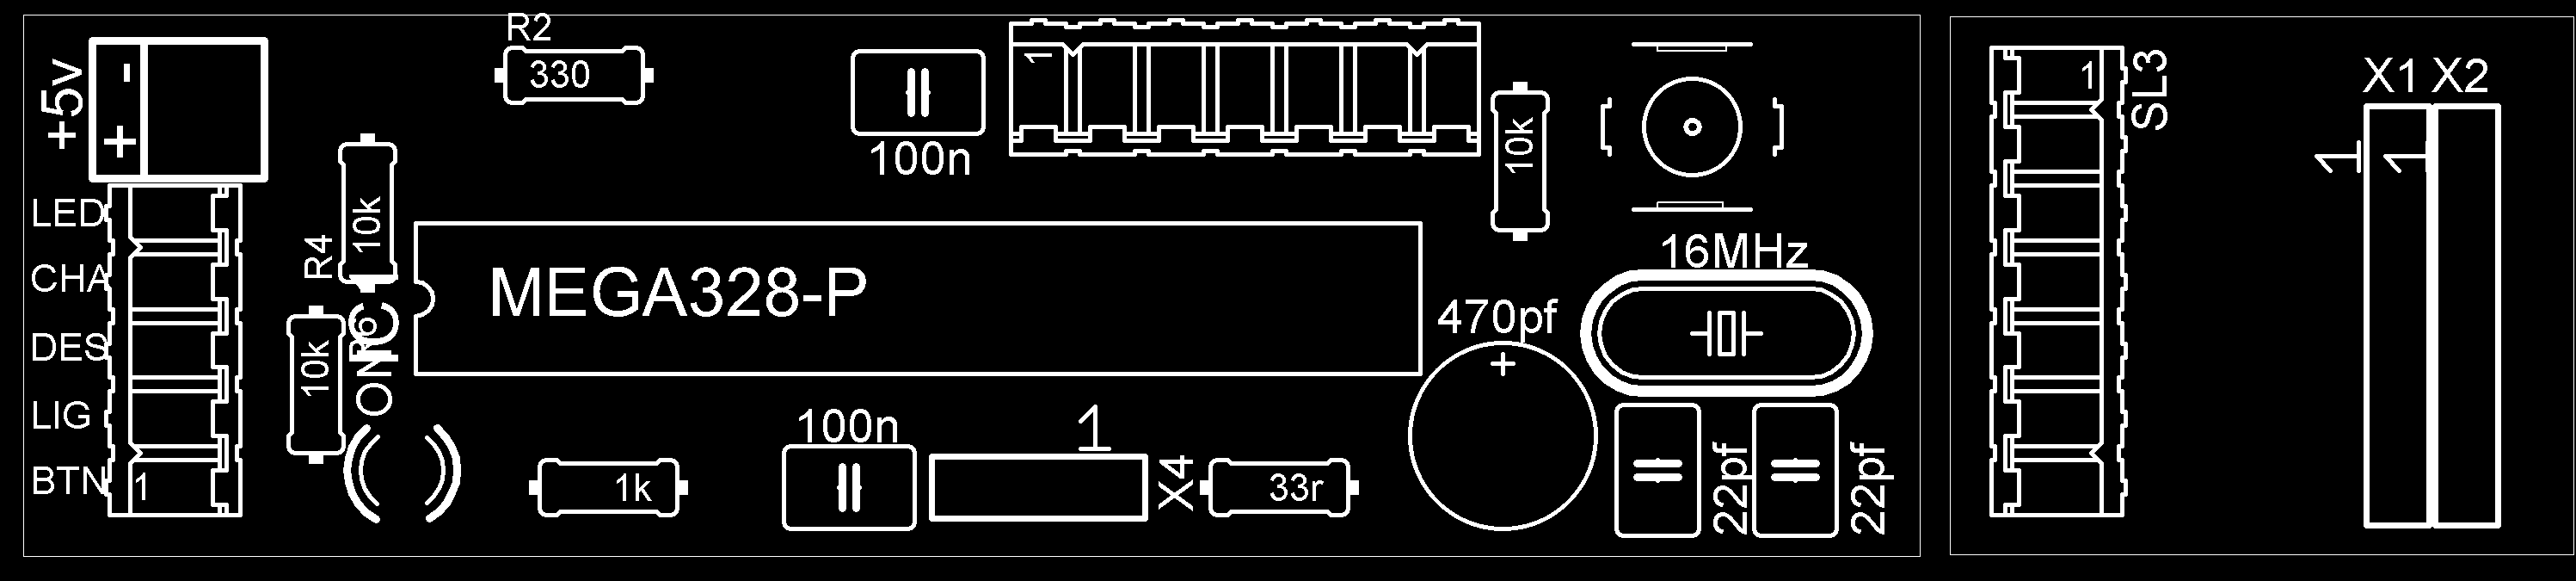 +5v
-
+
LED
CHA
DES
LIG
BTN
1
R2
330
R4
10k
10k
ON
MEGA328-P
100n
1
10k
16MHz
470pf
+
1k
100n
1
X4
33r
22pf
22pf
1
SL3
X1 X2
1 1